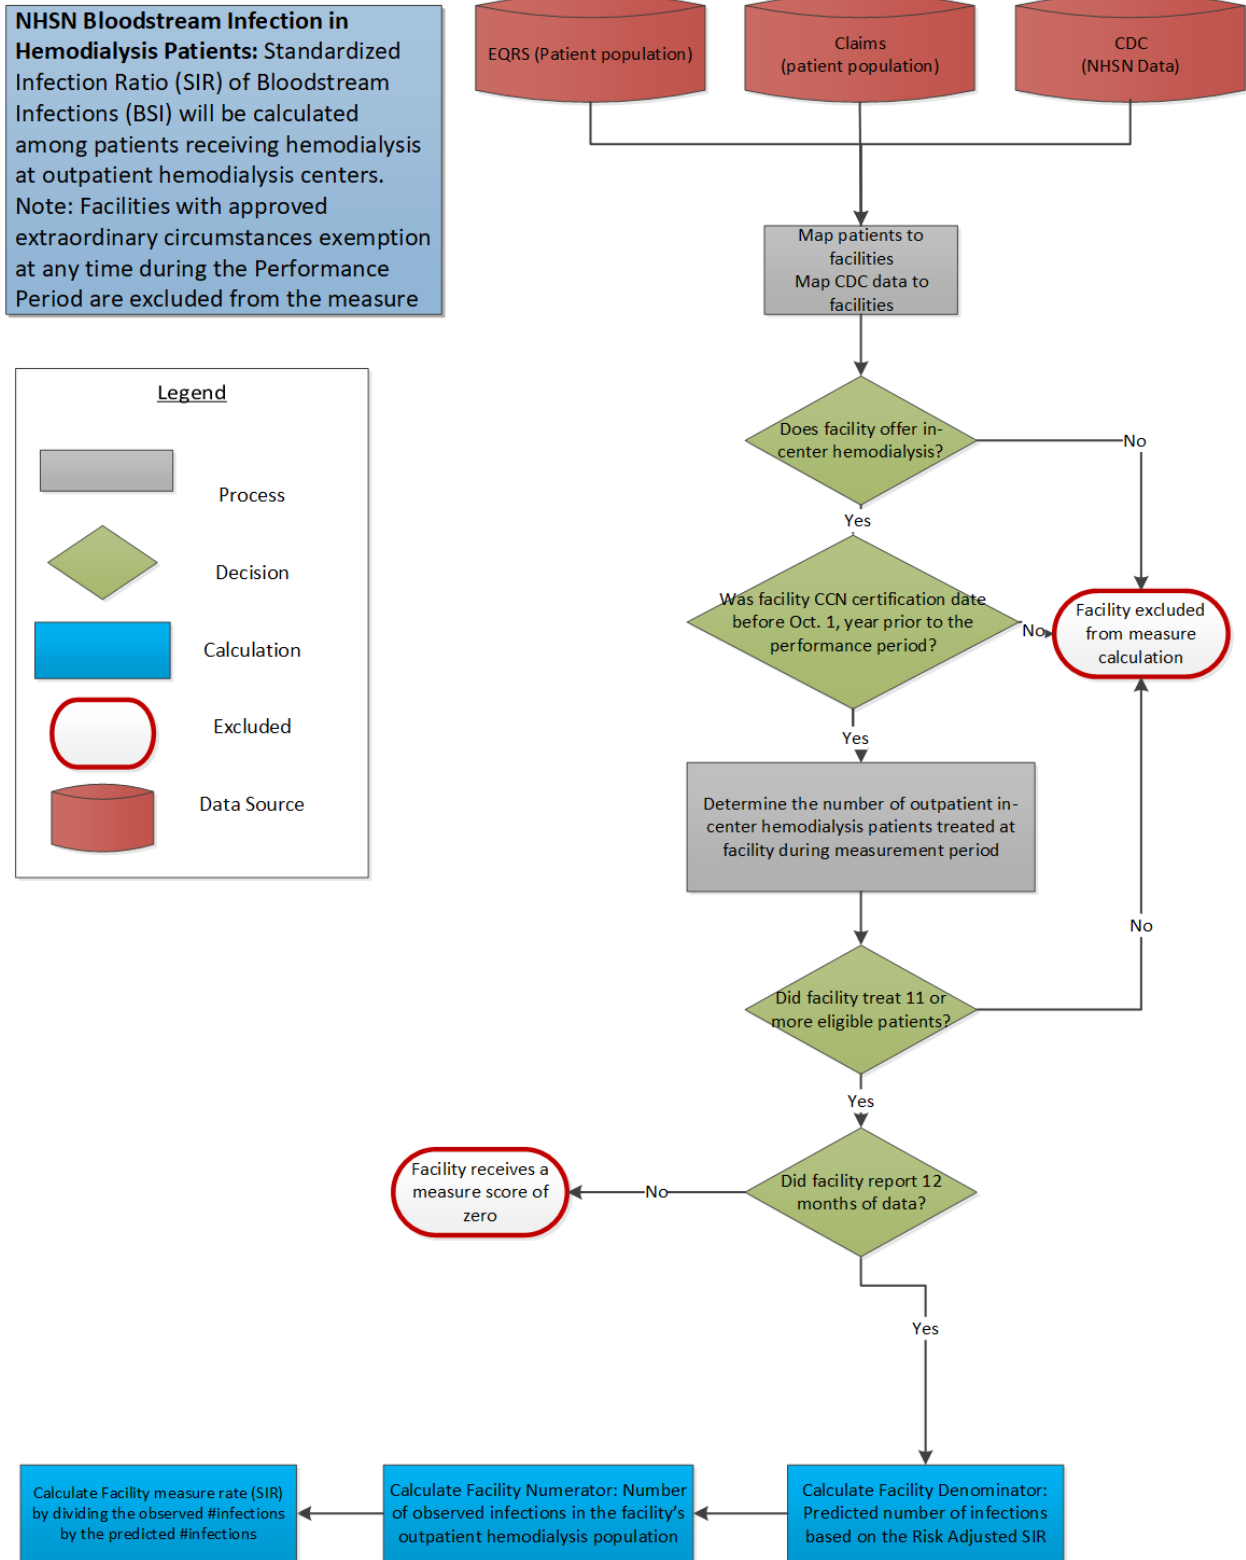 NHSN Bloodstream Infection in
Hemodialysis Patients: Standardized
Infection Ratio (SIR) of Bloodstream
Infections (BSI) will be calculated
among patients receiving hemodialysis
at outpatient hemodialysis centers.
Note: Facilities with approved
extraordinary circumstances exemption
at any time during the Performance
Period are excluded from the measure
EQRS (Patient population)
Claims
(patient population)
CDC
(NHSN Data)
Map patients to
facilities
Map CDC data to
facilities
Legend
Process
Decision
Calculation
Excluded
Data Source
Does facility offer in-
center hemodialysis?
No
Yes
Was facility CCN certification date
before Oct. 1, year prior to the
performance period?
No
Facility excluded
from measure
calculation
Yes
Determine the number of outpatient in-
center hemodialysis patients treated at
facility during measurement period
No
Did facility treat 11 or
more eligible patients?
Yes
Did facility report 12
months of data?
No
Facility receives a
measure score of
zero
Yes
Calculate Facility measure rate (SIR)
by dividing the observed #infections
by the predicted #infections
Calculate Facility Numerator: Number
of observed infections in the facility's
outpatient hemodialysis population
Calculate Facility Denominator:
Predicted number of infections
based on the Risk Adjusted SIR